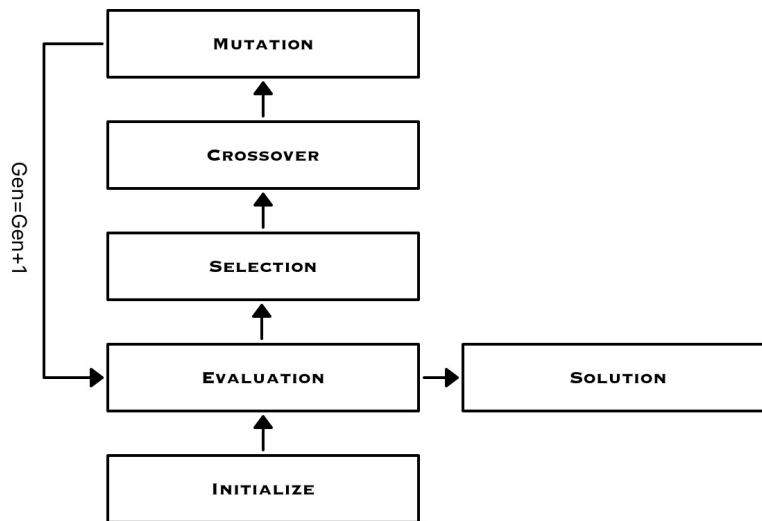 MUTATION
CROSSOVER
Gen=Gen+1
SELECTION
EVALUATION
SOLUTION
INITIALIZE